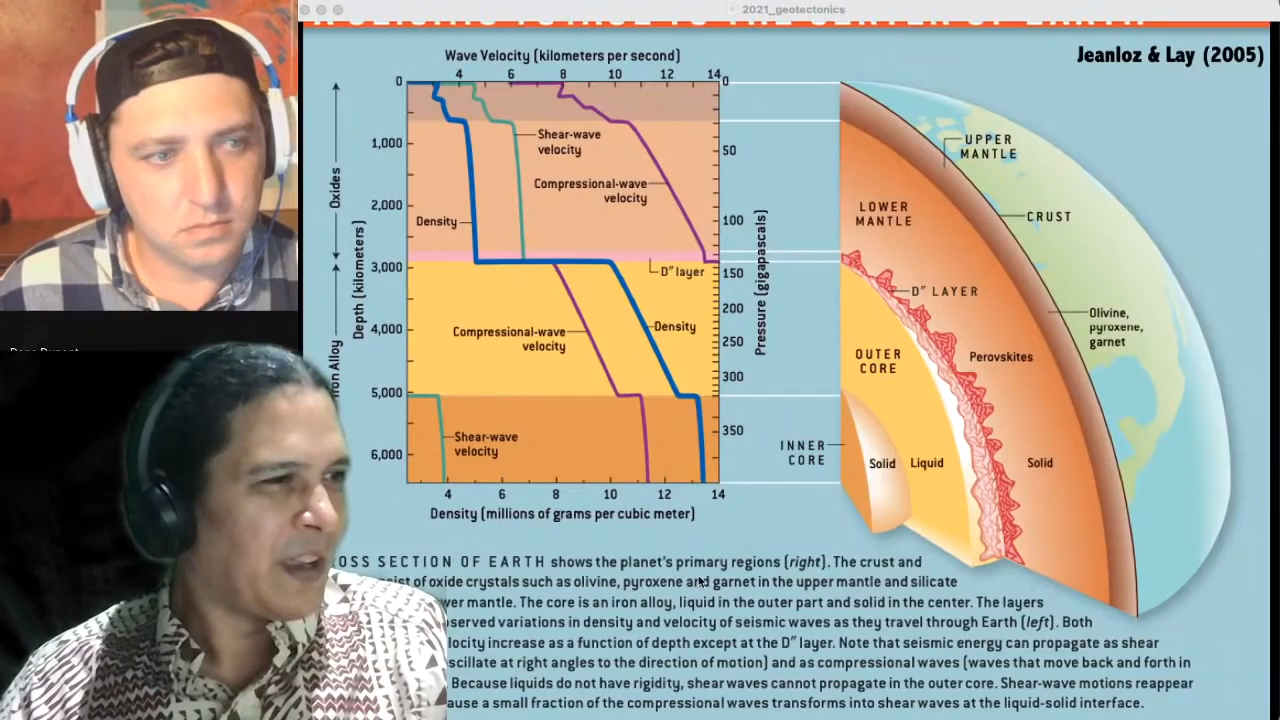 2021_geotectonics
Jeanloz & Lay (2005)
Wave Velocity (kilometers per second)
4 6 8 10 12 14
0
1,000
2,000
3,000
4,000
5,000
6,000
Oxides
Iron Alloy
Depth (kilometers)
Shear-wave
velocity
Compressional-wave
velocity
Density
D" layer
Compressional-wave
velocity
Density
Shear-wave
velocity
0
50
100
150
200
250
300
350
Pressure (gigapascals)
4 6 8 10 12 14
Density (millions of grams per cubic meter)
UPPER
MANTLE
LOWER
MANTLE
CRUST
D" LAYER
Olivine,
pyroxene,
garnet
OUTER
CORE
Perovskites
INNER
CORE
Solid
Liquid
Solid
OSS SECTION OF EARTH shows the planet's primary regions (right). The crust and
ist of oxide crystals such as olivine, pyroxene and garnet in the upper mantle and silicate
wer mantle. The core is an iron alloy, liquid in the outer part and solid in the center. The layers
served variations in density and velocity of seismic waves as they travel through Earth (left). Both
locity increase as a function of depth except at the D" layer. Note that seismic energy can propagate as shear
scillate at right angles to the direction of motion) and as compressional waves (waves that move back and forth in
Because liquids do not have rigidity, shear waves cannot propagate in the outer core. Shear-wave motions reappear
ause a small fraction of the compressional waves transforms into shear waves at the liquid-solid interface.